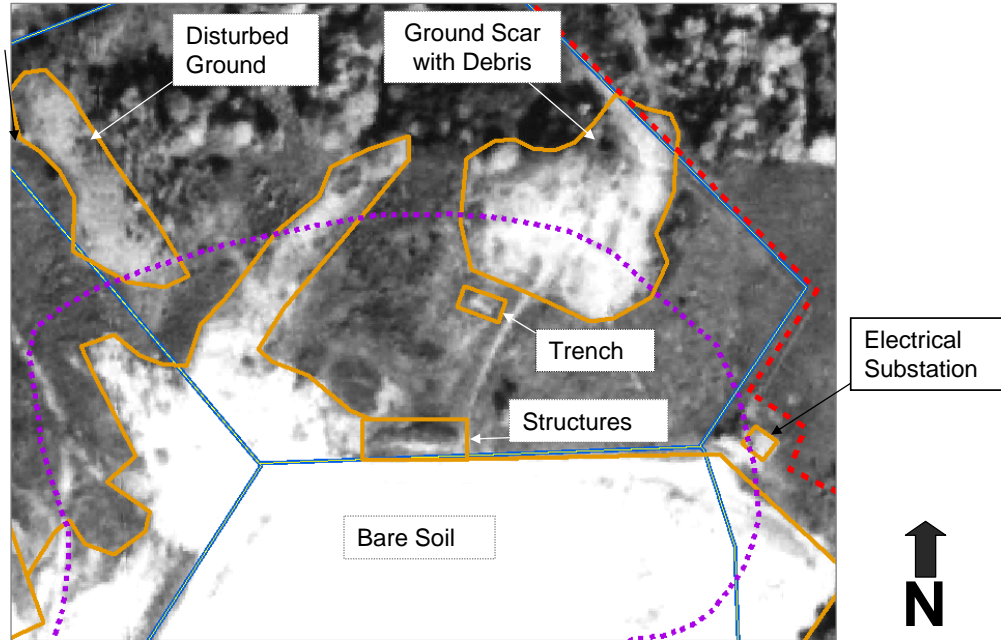 Disturbed
Ground
Ground Scar
with Debris
Trench
Electrical
Substation
Structures
Bare Soil
N